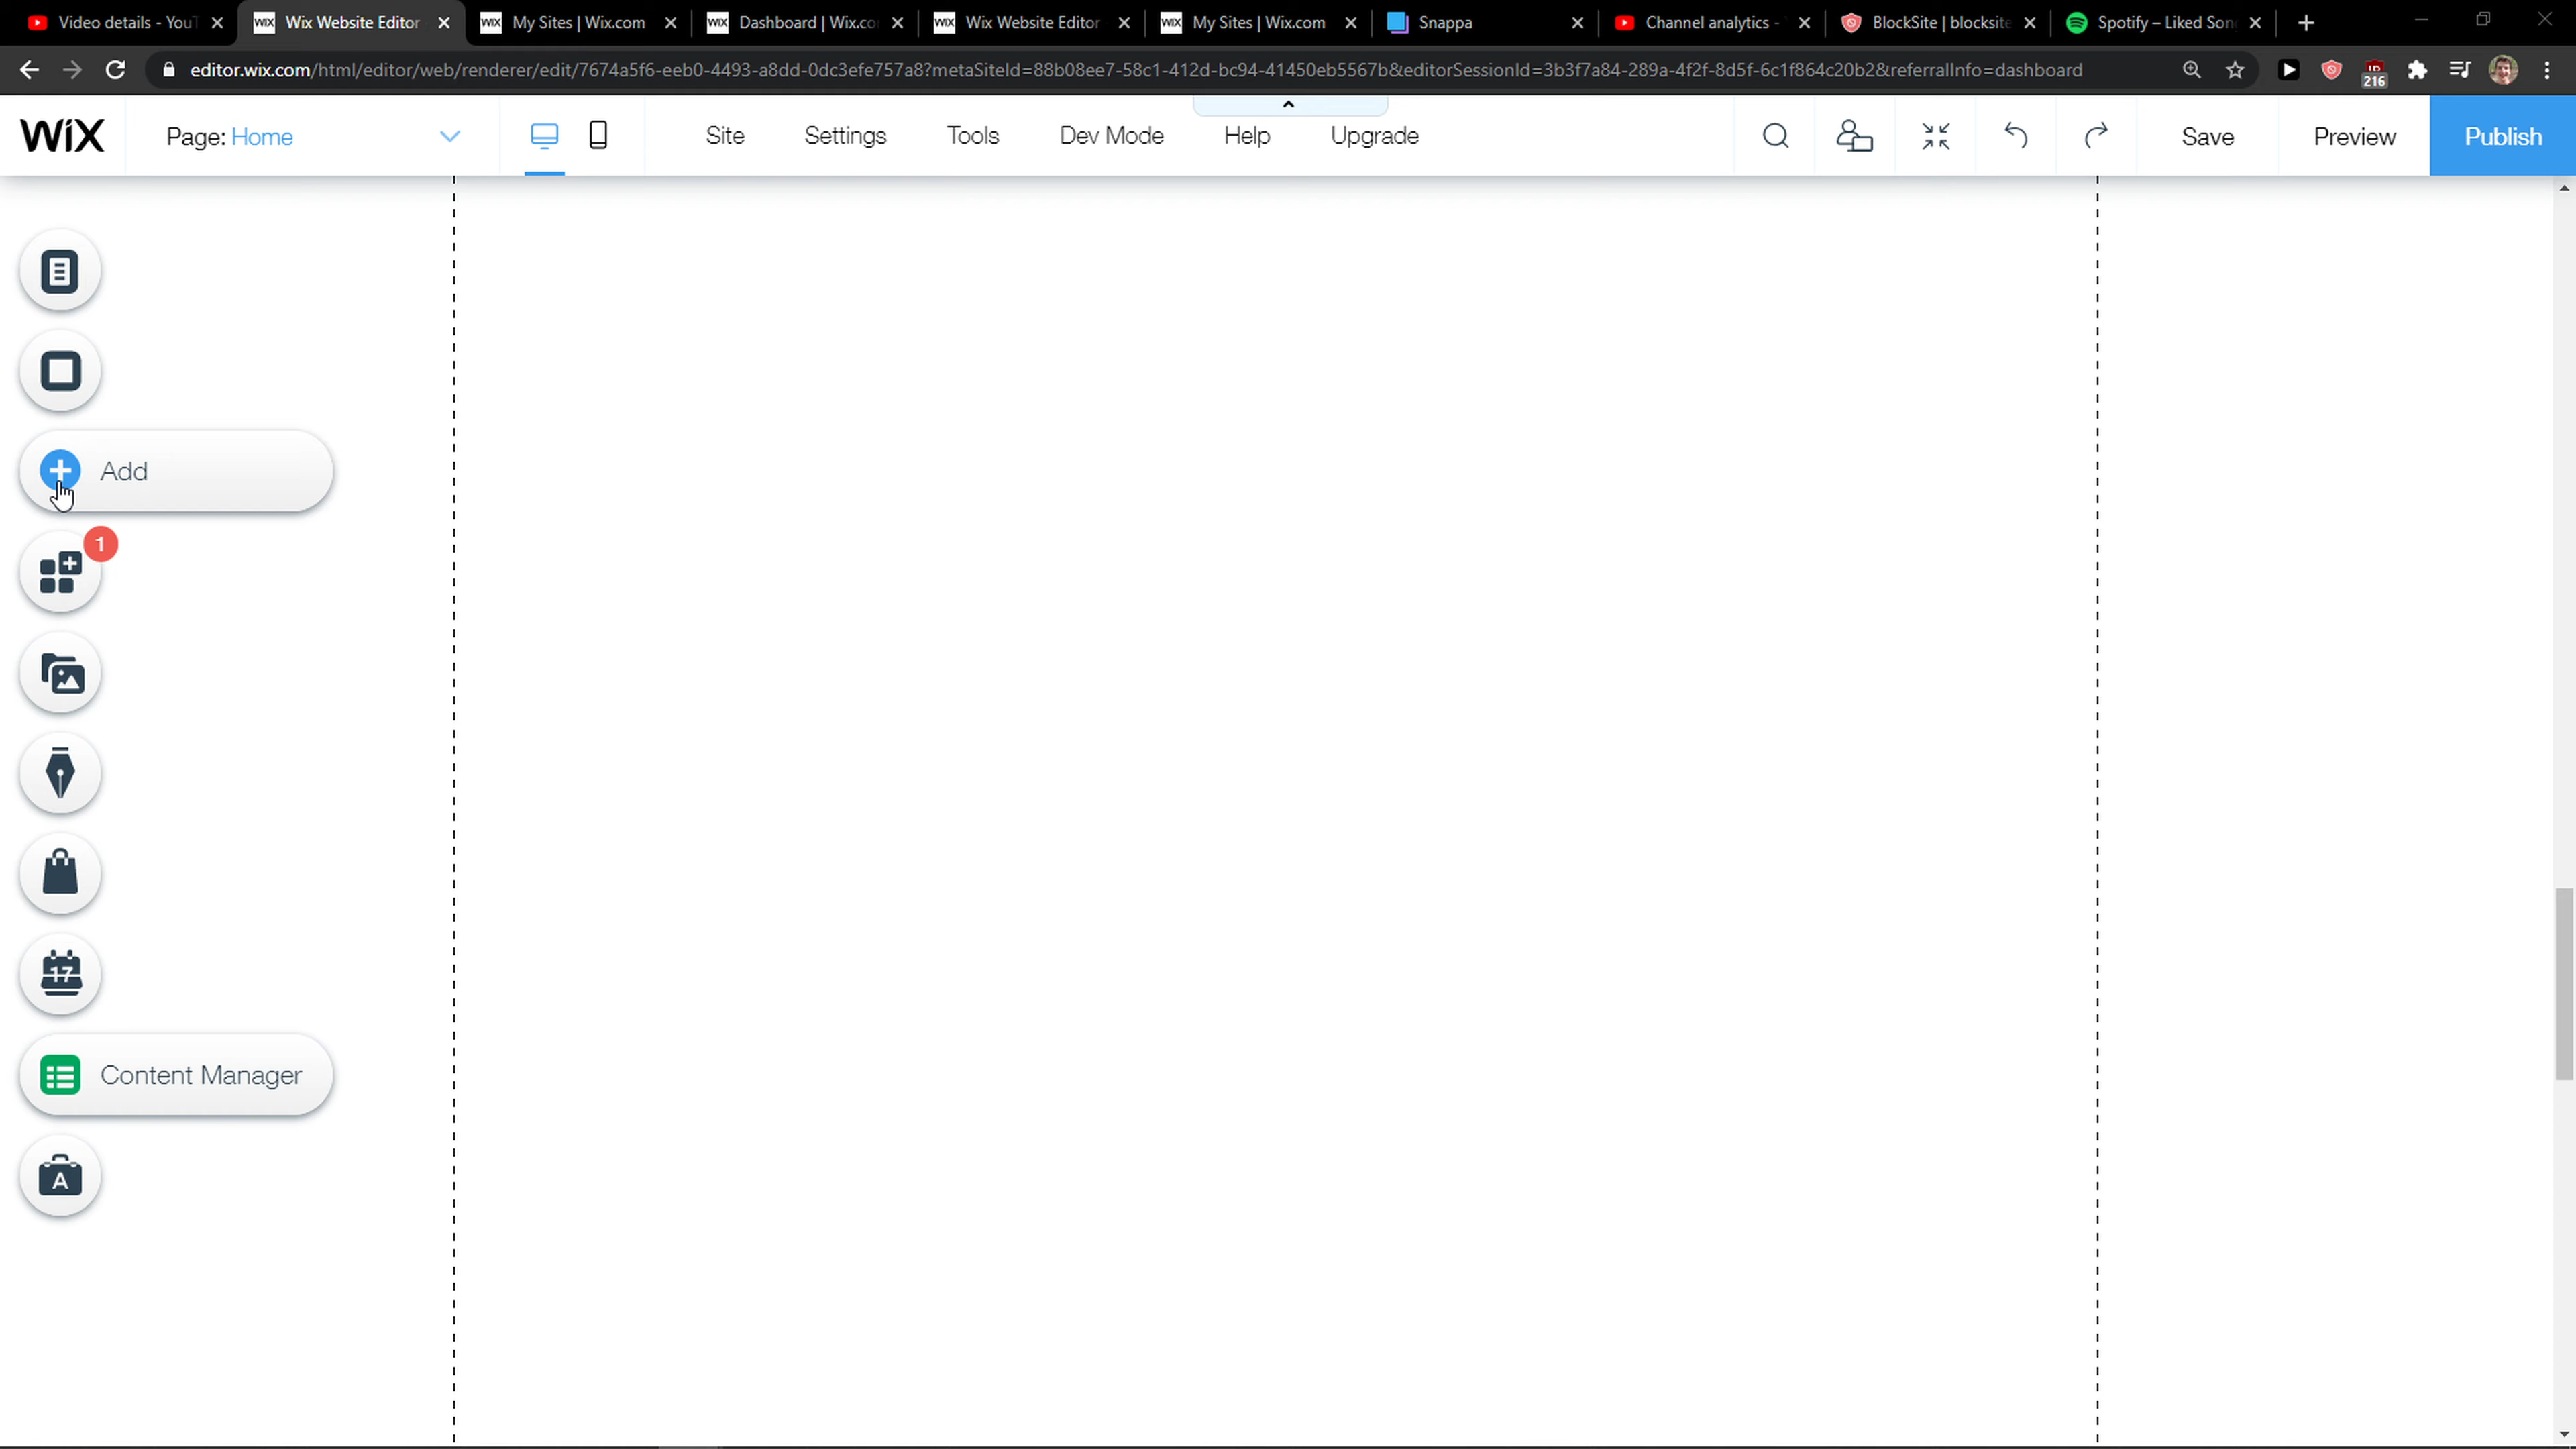 Video details - YouT
Wix Website Editor
My Sites | Wix.com
Dashboard | Wix.co
Wix Website Editor
My Sites | Wix.com
Snappa
Channel analytics -
BlockSite | blocksite
Spotify – Liked Son
editor.wix.com/html/editor/web/renderer/edit/7674a5f6-eeb0-4493-a8dd-0dc3efe757a8?metaSiteId=88b08ee7-58c1-412d-bc94-41450eb5567b&editorSessionId=3b3f7a84-289a-4f2f-8d5f-6c1f864c20b2&referralInfo=dashboard
216
WiX
Page: Home
Site
Settings
Tools
Dev Mode
Help
Upgrade
Save
Preview
Publish
Add
1
17
Content Manager
A